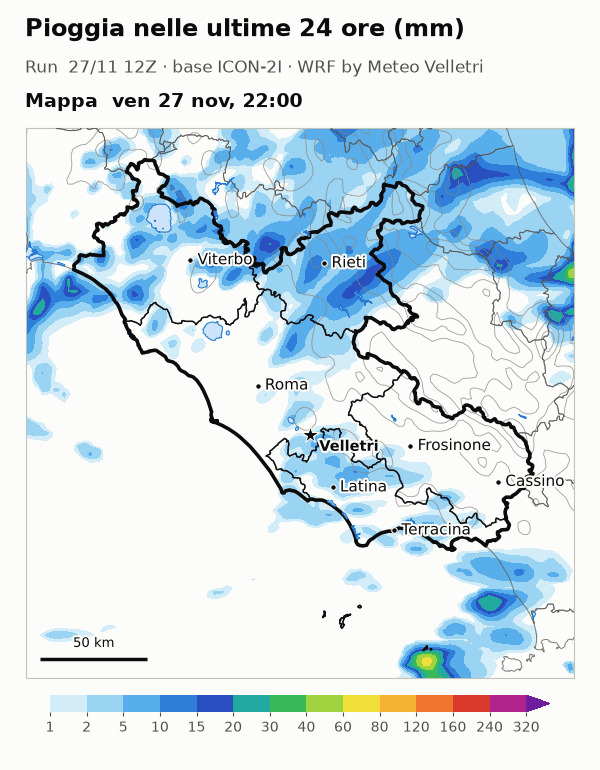 Pioggia nelle ultime 24 ore (mm)
Run  27/11 12Z · base ICON-2I · WRF by Meteo Velletri
Mappa  ven 27 nov, 22:00
Viterbo
Rieti
Roma
Velletri
Frosinone
Latina
Cassino
Terracina
50 km
1 2 5 10 15 20 30 40 60 80 120 160 240 320